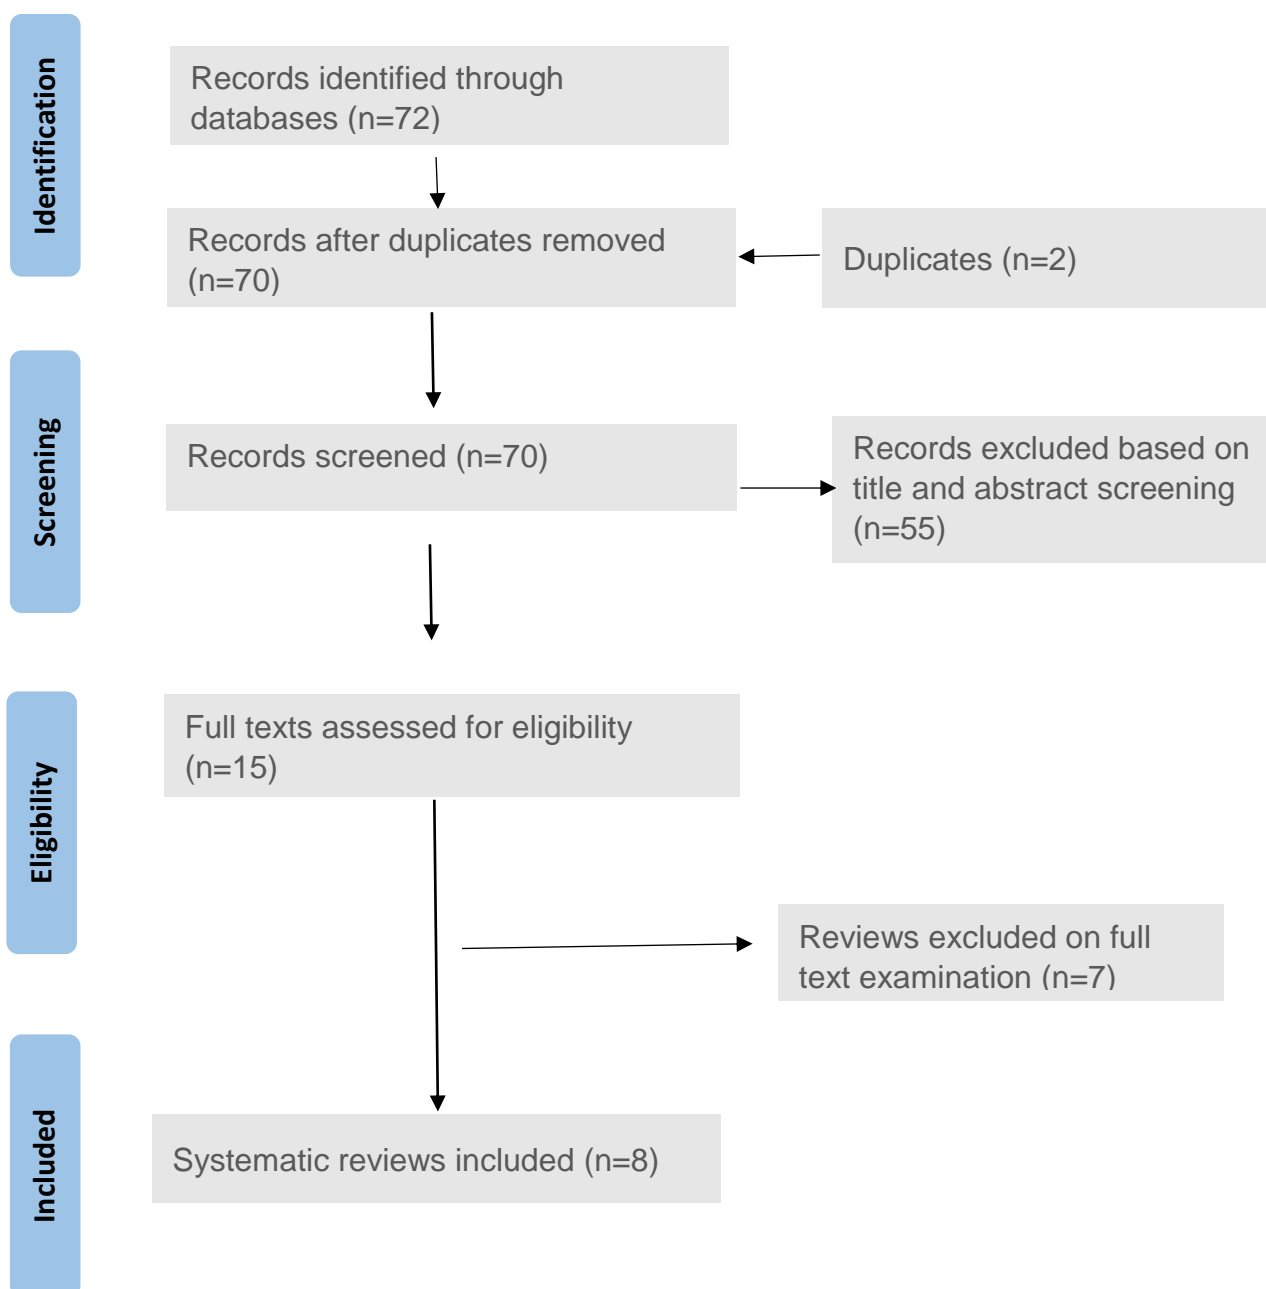 Identification
Records identified through
databases (n=72)
Records after duplicates removed
(n=70)
Duplicates (n=2)
Screening
Records screened (n=70)
Records excluded based on
title and abstract screening
(n=55)
Eligibility
Full texts assessed for eligibility
(n=15)
Reviews excluded on full
text examination (n=7)
Included
Systematic reviews included (n=8)